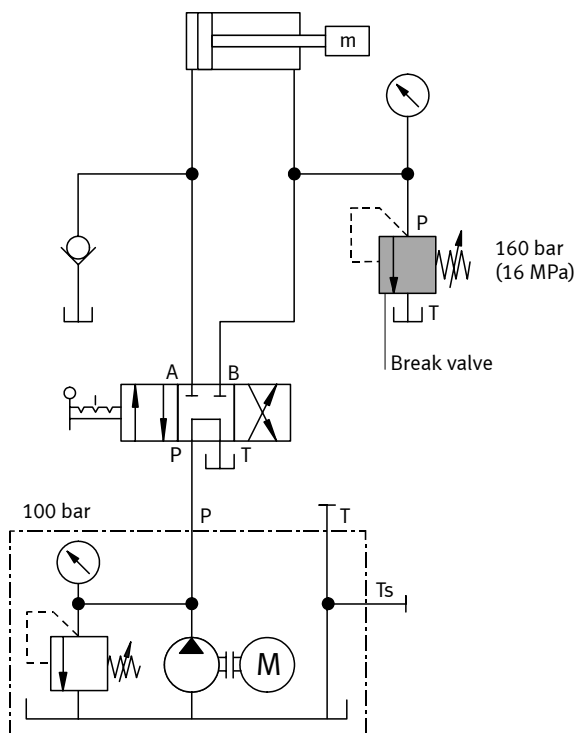 m
P
160 bar
(16 MPa)
T
Break valve
A B
P T
100 bar
P T
Ts
M